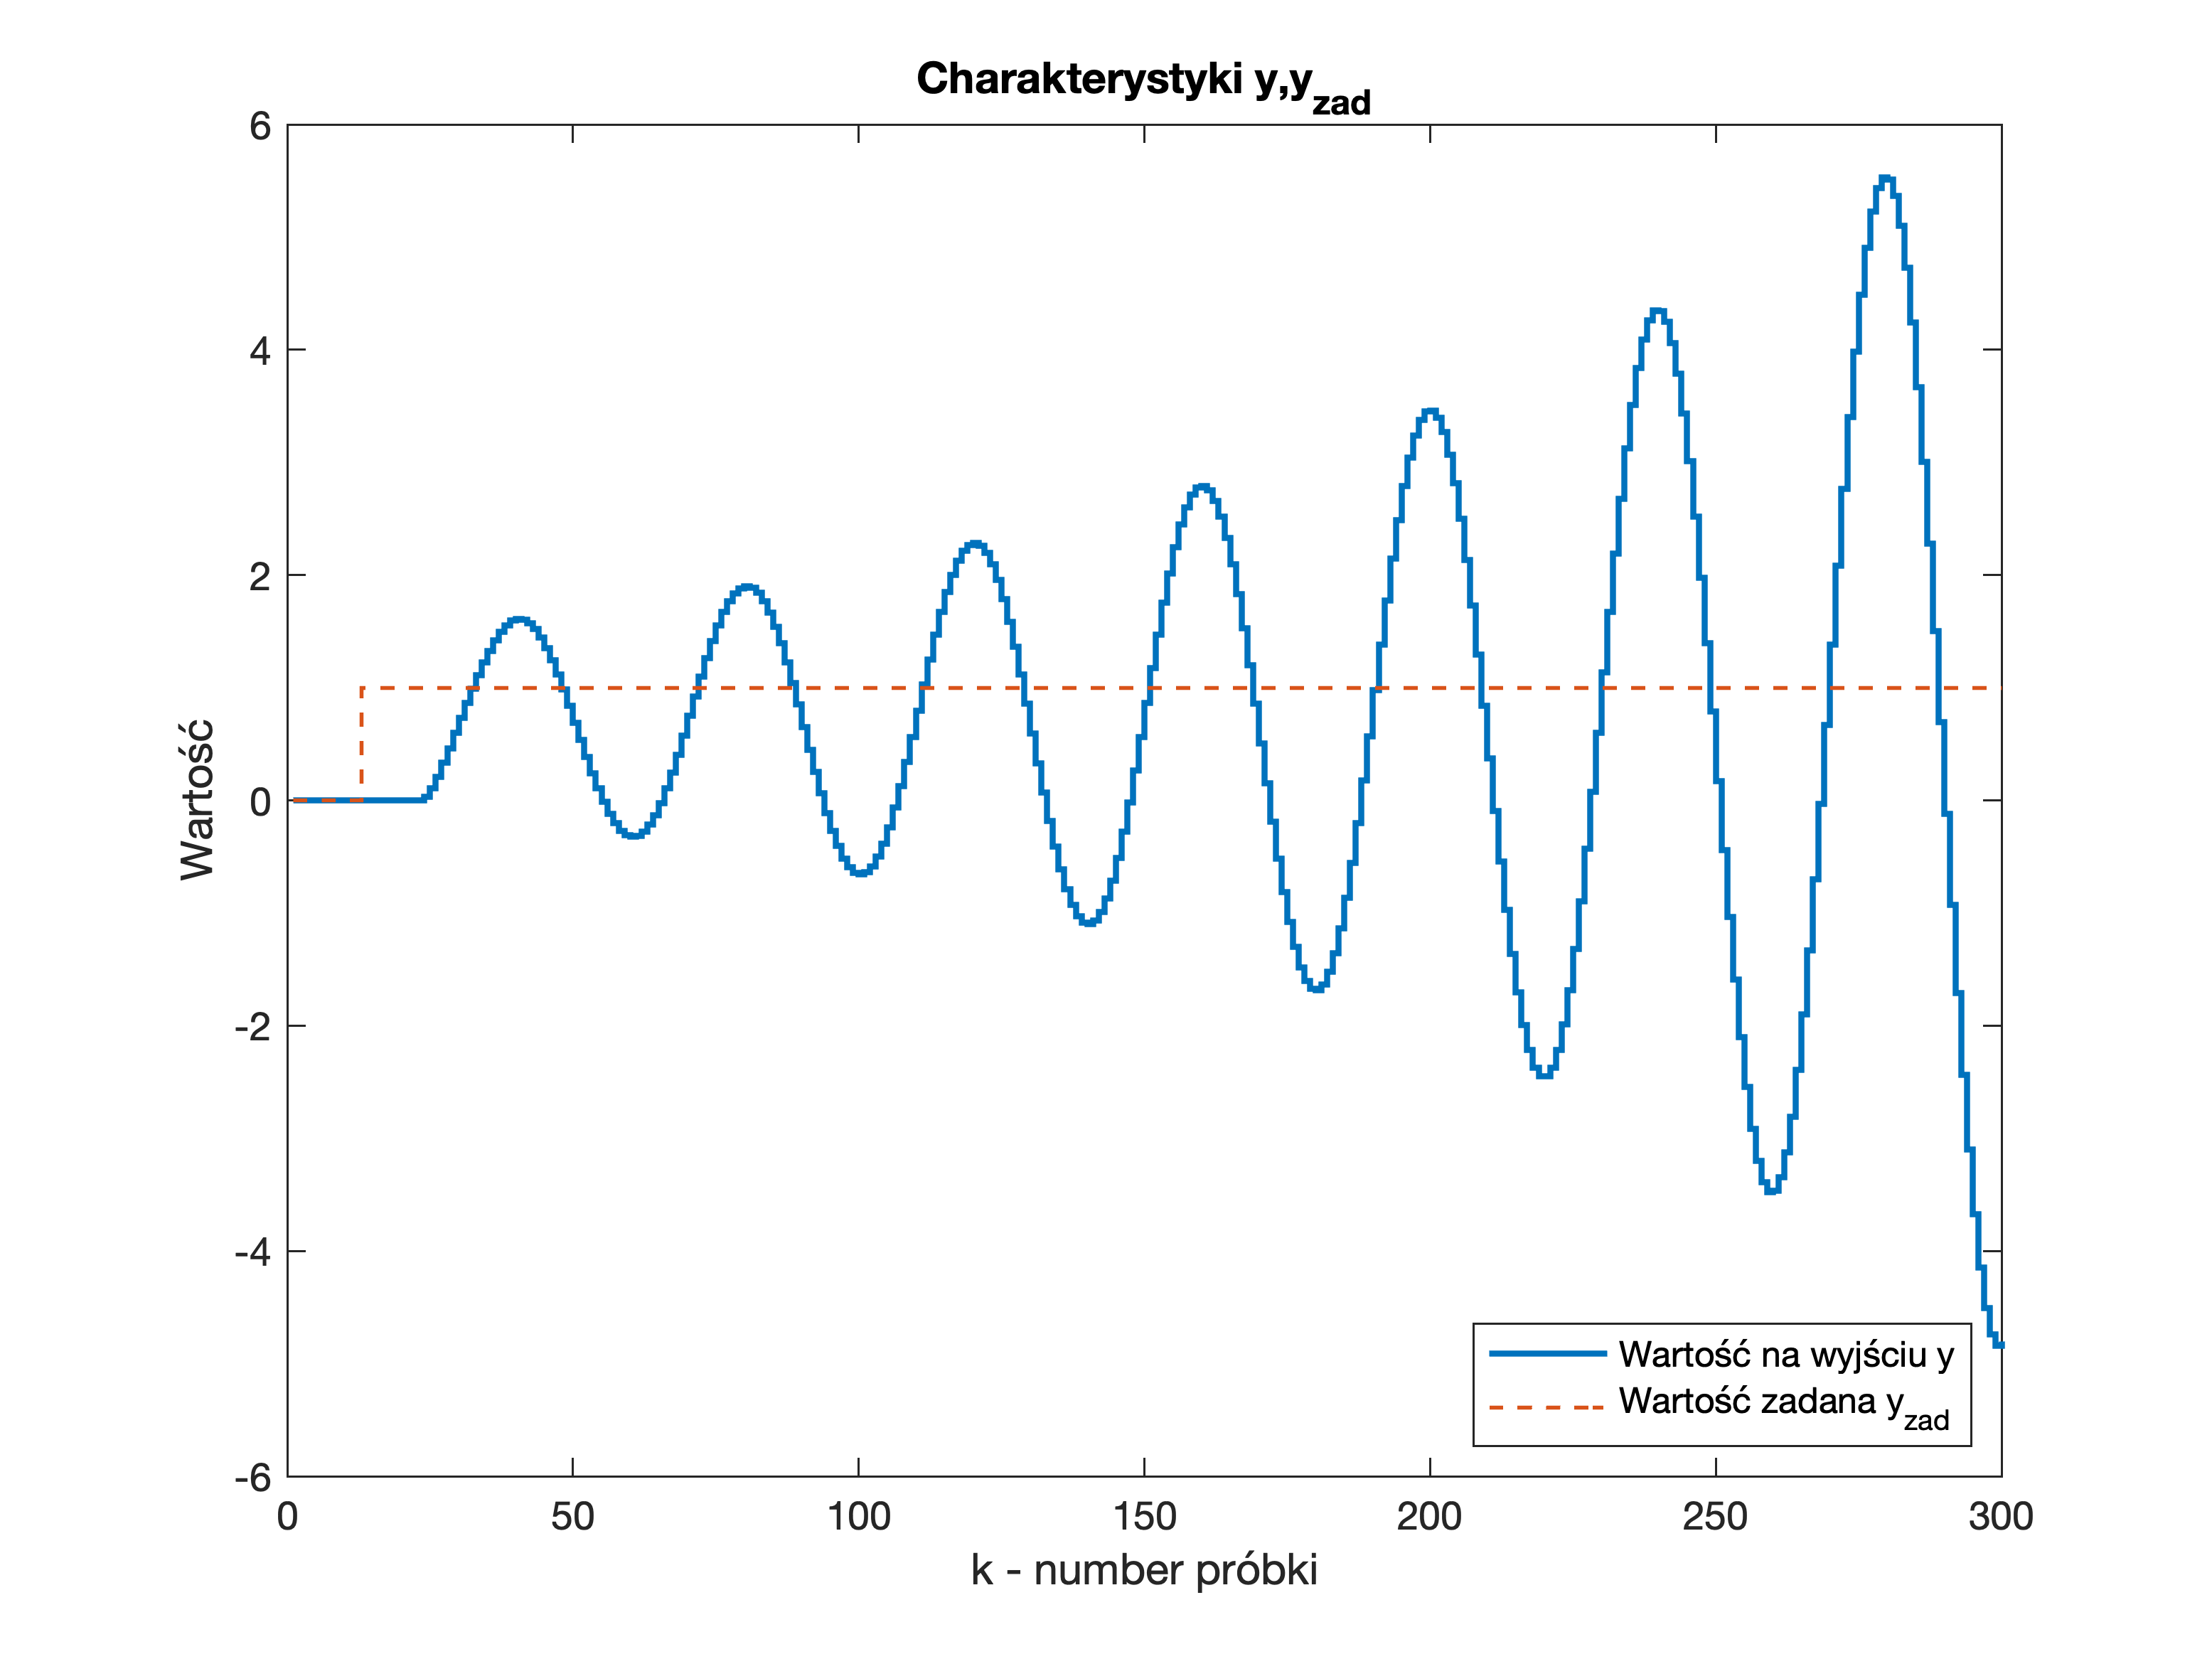 Charakterystyki y,yzad
6
4
2
0
-2
-4
-6
Wartość
0 50 100 150 200 250 300
k - number próbki
Wartość na wyjściu y
Wartość zadana yzad